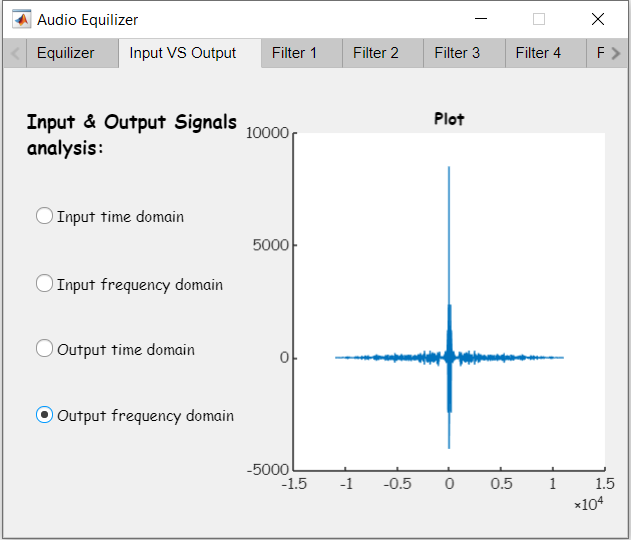 Audio Equilizer
Equilizer Input VS Output Filter 1 Filter 2 Filter 3 Filter 4 F
Input & Output Signals
analysis:
Input time domain
Input frequency domain
Output time domain
Output frequency domain
Plot
10000
5000
0
-5000
-1.5 -1 -0.5 0 0.5 1 1.5
×10⁴